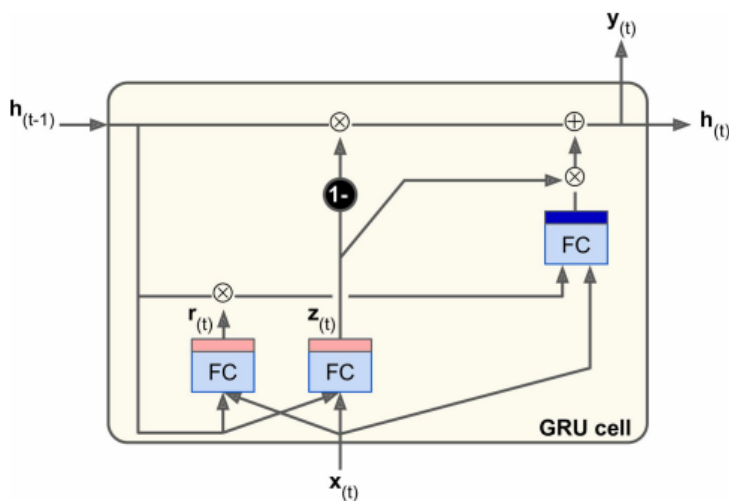 y(t)
h(t-1)
h(t)
1-
FC
r(t)
z(t)
FC
FC
GRU cell
x(t)